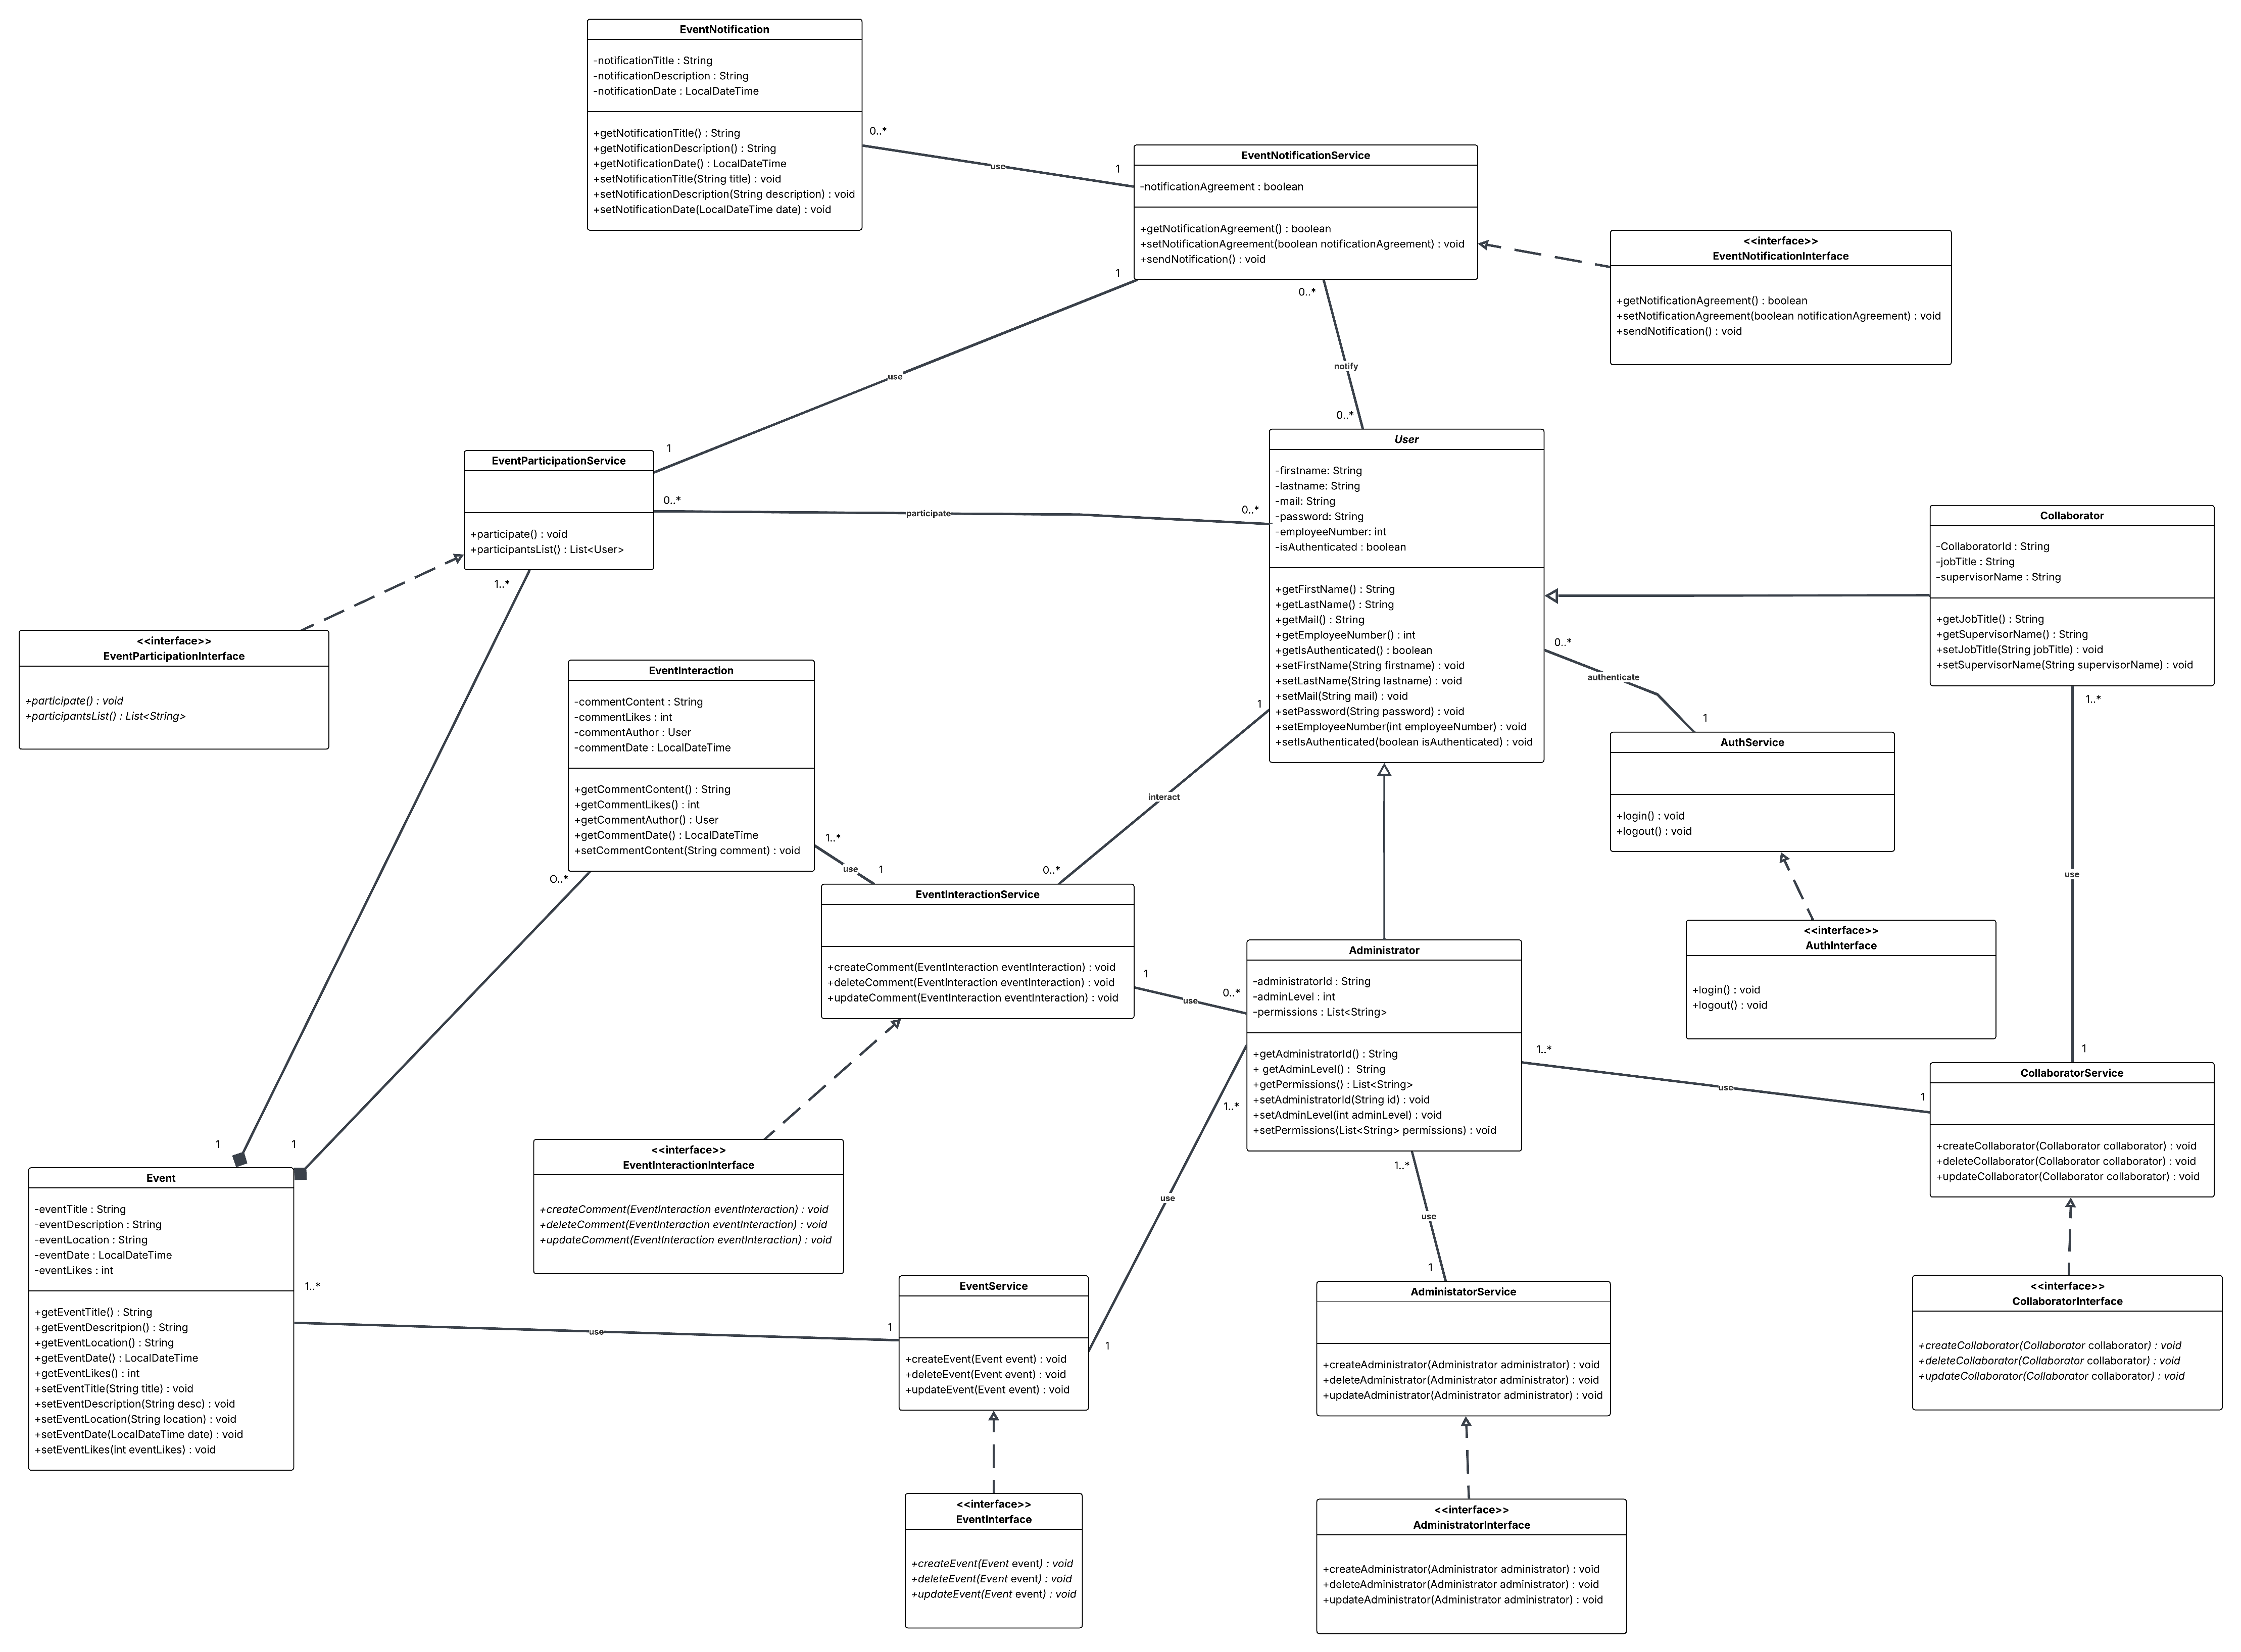 EventNotification
-notificationTitle : String
-notificationDescription : String
-notificationDate : LocalDateTime
+getNotificationTitle() : String
+getNotificationDescription() : String
+getNotificationDate() : LocalDateTime
+setNotificationTitle(String title) : void
+setNotificationDescription(String description) : void
+setNotificationDate(LocalDateTime date) : void
0..*
use
1
EventNotificationService
-notificationAgreement : boolean
+getNotificationAgreement() : boolean
+setNotificationAgreement(boolean notificationAgreement) : void
+sendNotification() : void
<<interface>>
EventNotificationInterface
+getNotificationAgreement() : boolean
+setNotificationAgreement(boolean notificationAgreement) : void
+sendNotification() : void
1
use
1
0..*
notify
0..*
EventParticipationService
+participate() : void
+participantsList() : List<User>
0..*
participate
0..*
User
-firstname: String
-lastname: String
-mail: String
-password: String
-employeeNumber: int
-isAuthenticated : boolean
+getFirstName() : String
+getLastName() : String
+getMail() : String
+getEmployeeNumber() : int
+getIsAuthenticated() : boolean
+setFirstName(String firstname) : void
+setLastName(String lastname) : void
+setMail(String mail) : void
+setPassword(String password) : void
+setEmployeeNumber(int employeeNumber) : void
+setIsAuthenticated(boolean isAuthenticated) : void
Collaborator
-CollaboratorId : String
-jobTitle : String
-supervisorName : String
+getJobTitle() : String
+getSupervisorName() : String
+setJobTitle(String jobTitle) : void
+setSupervisorName(String supervisorName) : void
1..*
<<interface>>
EventParticipationInterface
+participate() : void
+participantsList() : List<String>
EventInteraction
-commentContent : String
-commentLikes : int
-commentAuthor : User
-commentDate : LocalDateTime
+getCommentContent() : String
+getCommentLikes() : int
+getCommentAuthor() : User
+getCommentDate() : LocalDateTime
+setCommentContent(String comment) : void
0..*
authenticate
1
AuthService
+login() : void
+logout() : void
1..*
use
1
1
interact
0..*
1..*
use
1
O..*
EventInteractionService
+createComment(EventInteraction eventInteraction) : void
+deleteComment(EventInteraction eventInteraction) : void
+updateComment(EventInteraction eventInteraction) : void
<<interface>>
AuthInterface
+login() : void
+logout() : void
Administrator
-administratorId : String
-adminLevel : int
-permissions : List<String>
+getAdministratorId() : String
+ getAdminLevel() :  String
+getPermissions() : List<String>
+setAdministratorId(String id) : void
+setAdminLevel(int adminLevel) : void
+setPermissions(List<String> permissions) : void
1
use
0..*
1..*
use
1
CollaboratorService
+createCollaborator(Collaborator collaborator) : void
+deleteCollaborator(Collaborator collaborator) : void
+updateCollaborator(Collaborator collaborator) : void
1
1
1..*
use
1
1..*
use
1
<<interface>>
EventInteractionInterface
+createComment(EventInteraction eventInteraction) : void
+deleteComment(EventInteraction eventInteraction) : void
+updateComment(EventInteraction eventInteraction) : void
Event
-eventTitle : String
-eventDescription : String
-eventLocation : String
-eventDate : LocalDateTime
-eventLikes : int
+getEventTitle() : String
+getEventDescritpion() : String
+getEventLocation() : String
+getEventDate() : LocalDateTime
+getEventLikes() : int
+setEventTitle(String title) : void
+setEventDescription(String desc) : void
+setEventLocation(String location) : void
+setEventDate(LocalDateTime date) : void
+setEventLikes(int eventLikes) : void
1..*
use
1
EventService
+createEvent(Event event) : void
+deleteEvent(Event event) : void
+updateEvent(Event event) : void
AdministatorService
+createAdministrator(Administrator administrator) : void
+deleteAdministrator(Administrator administrator) : void
+updateAdministrator(Administrator administrator) : void
<<interface>>
CollaboratorInterface
+createCollaborator(Collaborator collaborator) : void
+deleteCollaborator(Collaborator collaborator) : void
+updateCollaborator(Collaborator collaborator) : void
<<interface>>
EventInterface
+createEvent(Event event) : void
+deleteEvent(Event event) : void
+updateEvent(Event event) : void
<<interface>>
AdministratorInterface
+createAdministrator(Administrator administrator) : void
+deleteAdministrator(Administrator administrator) : void
+updateAdministrator(Administrator administrator) : void